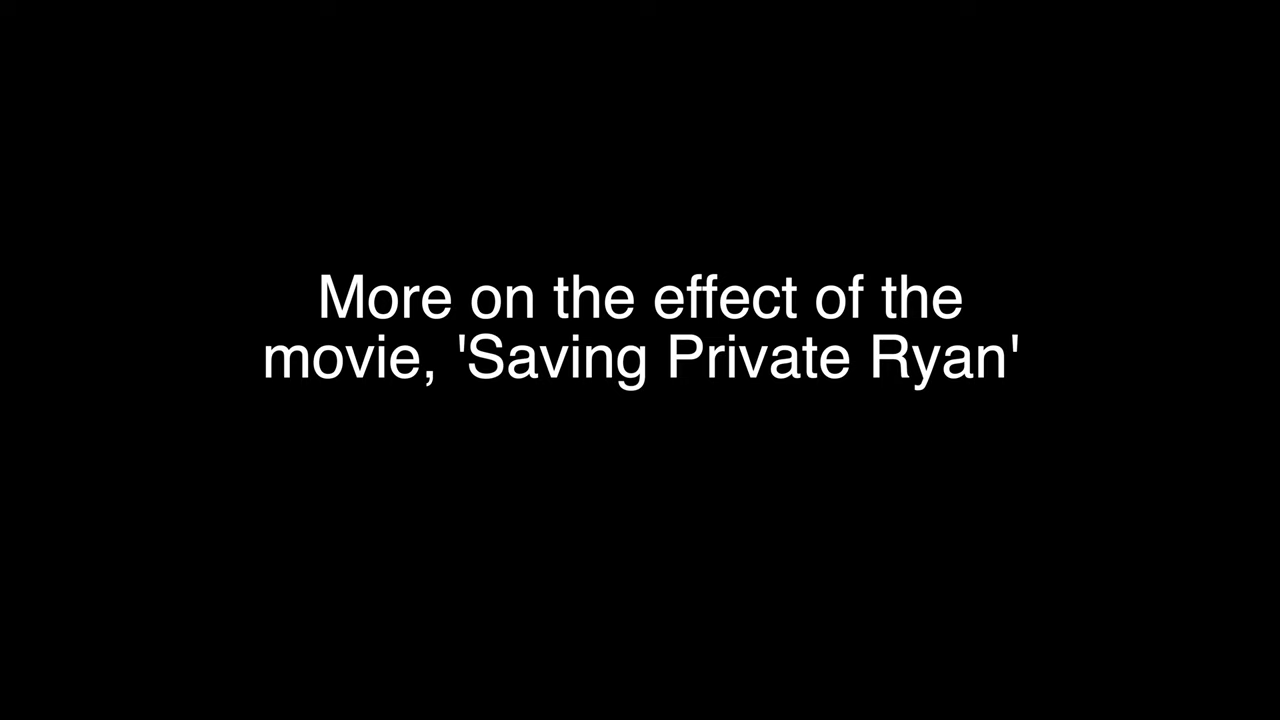 More on the effect of the
movie, 'Saving Private Ryan'